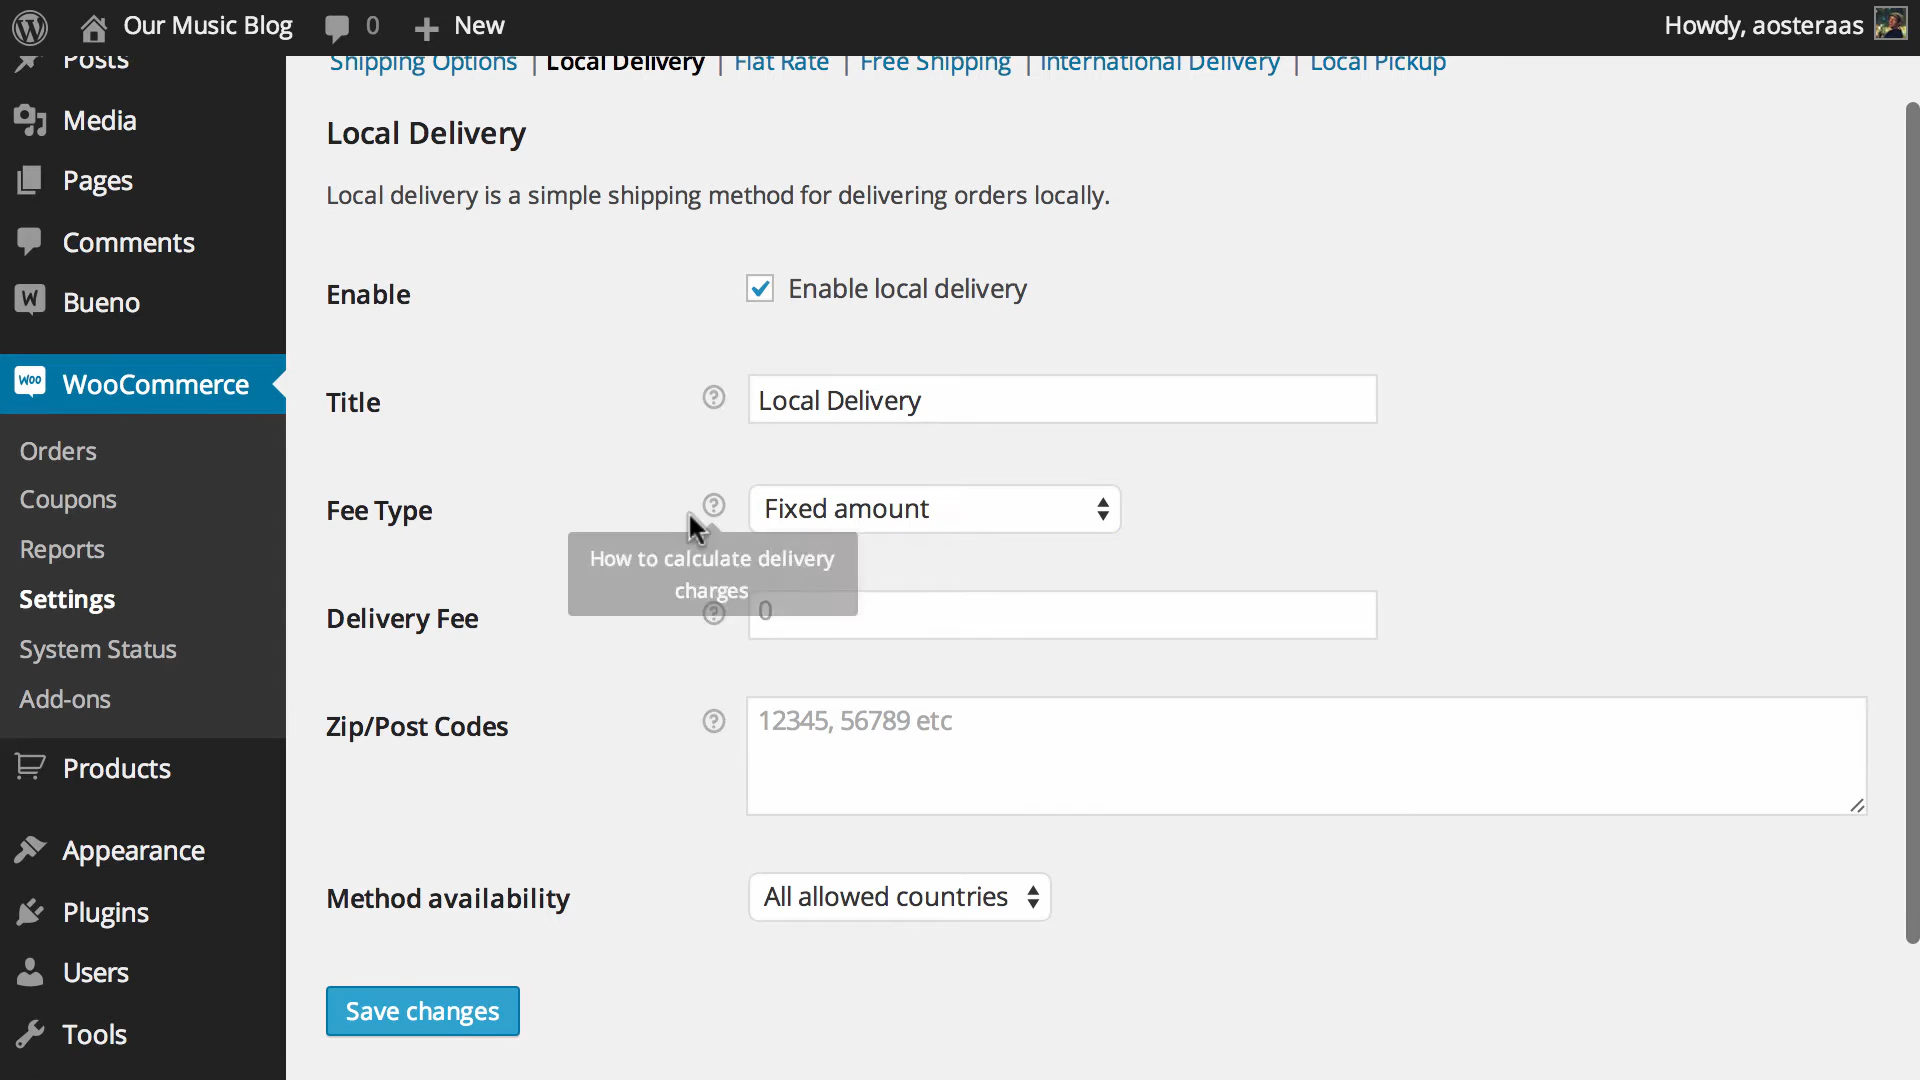 Our Music Blog 0 New Howdy, aosteraas
Posts
Media
Pages
Comments
Bueno
WooCommerce
Orders
Coupons
Reports
Settings
System Status
Add-ons
Products
Appearance
Plugins
Users
Tools
Shipping Options | Local Delivery | Flat Rate | Free Shipping | International Delivery | Local Pickup
Local Delivery
Local delivery is a simple shipping method for delivering orders locally.
Enable Enable local delivery
Title ? Local Delivery
Fee Type ? Fixed amount
How to calculate delivery
charges
Delivery Fee ? 0
Zip/Post Codes ? 12345, 56789 etc
Method availability All allowed countries
Save changes